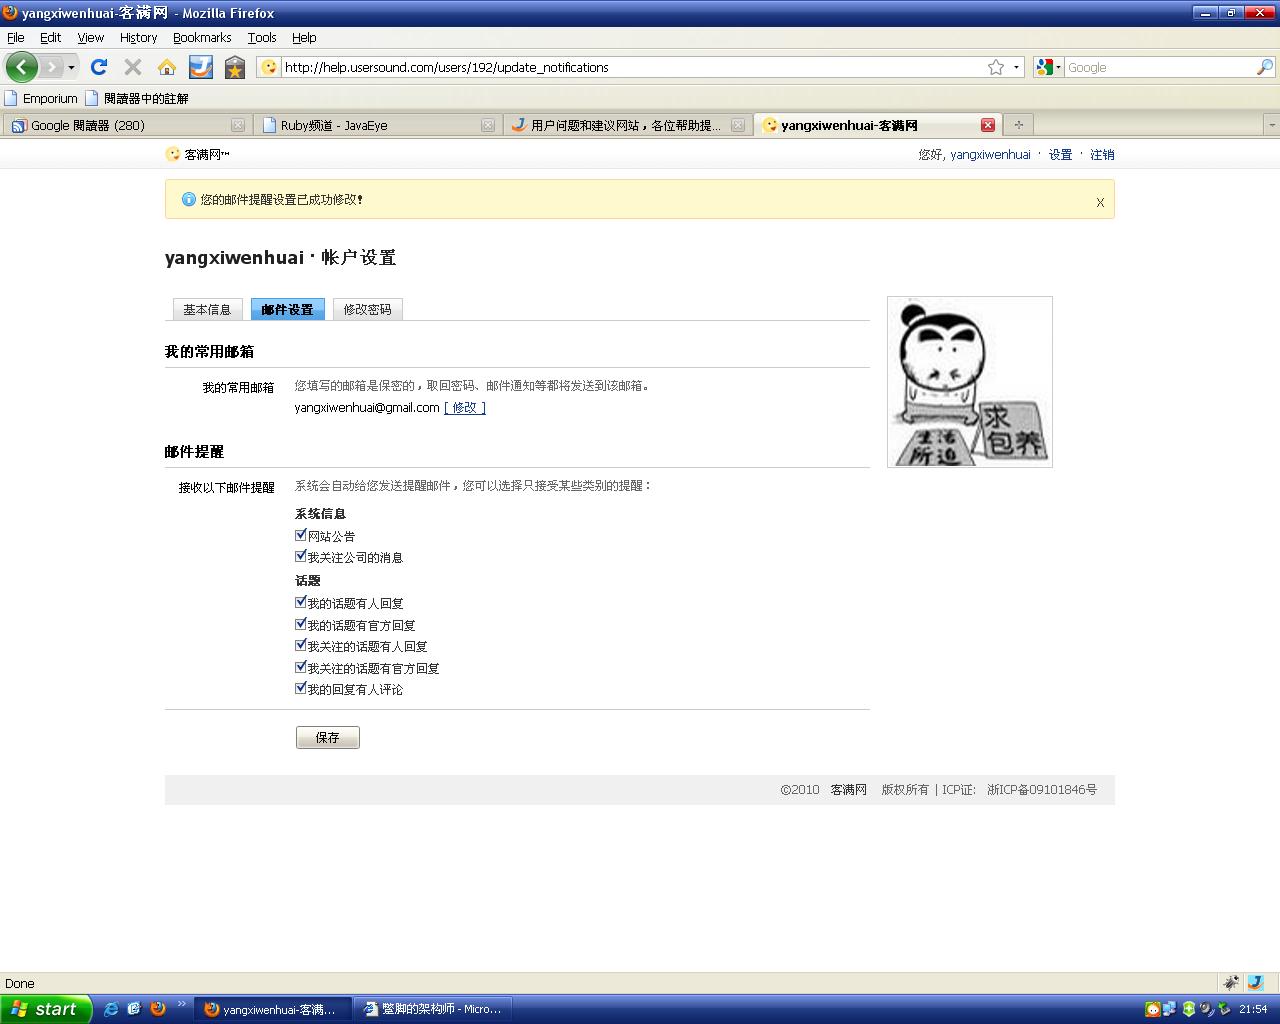 yangxiwenhuai-客满网 - Mozilla Firefox
File Edit View History Bookmarks Tools Help
http://help.usersound.com/users/192/update_notifications
Google
Emporium 閱讀器中的註解
Google 閱讀器 (280)
Ruby频道 - JavaEye
用户问题和建议网站，各位帮助提...
yangxiwenhuai-客满网
客满网™
您好, yangxiwenhuai · 设置 · 注销
您的邮件提醒设置已成功修改!
X
yangxiwenhuai · 帐户设置
基本信息 邮件设置 修改密码
我的常用邮箱
我的常用邮箱 您填写的邮箱是保密的，取回密码、邮件通知等都将发送到该邮箱。
yangxiwenhuai@gmail.com [ 修改 ]
求
包养
生活
所迫
邮件提醒
接收以下邮件提醒 系统会自动给您发送提醒邮件，您可以选择只接受某些类别的提醒：
系统信息
网站公告
我关注公司的消息
话题
我的话题有人回复
我的话题有官方回复
我关注的话题有人回复
我关注的话题有官方回复
我的回复有人评论
保存
©2010 客满网 版权所有 | ICP证: 浙ICP备09101846号
Done
start
yangxiwenhuai-客满...
蹩脚的架构师 - Micro...
21:54